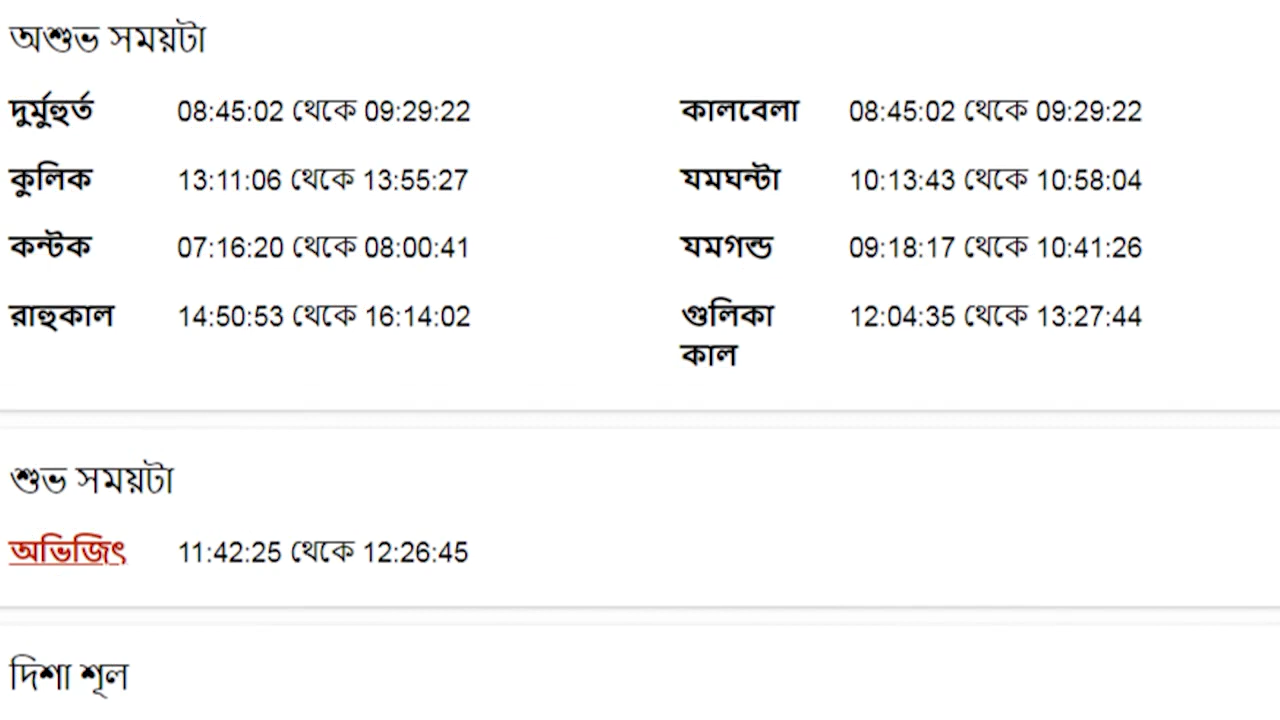 অশুভ সময়টা
দুর্মুহুর্ত 08:45:02 থেকে 09:29:22 কালবেলা 08:45:02 থেকে 09:29:22
কুলিক 13:11:06 থেকে 13:55:27 যমঘন্টা 10:13:43 থেকে 10:58:04
কন্টক 07:16:20 থেকে 08:00:41 যমগন্ড 09:18:17 থেকে 10:41:26
রাহুকাল 14:50:53 থেকে 16:14:02 গুলিকা 12:04:35 থেকে 13:27:44
কাল
শুভ সময়টা
অভিজিৎ 11:42:25 থেকে 12:26:45
দিশা শূল